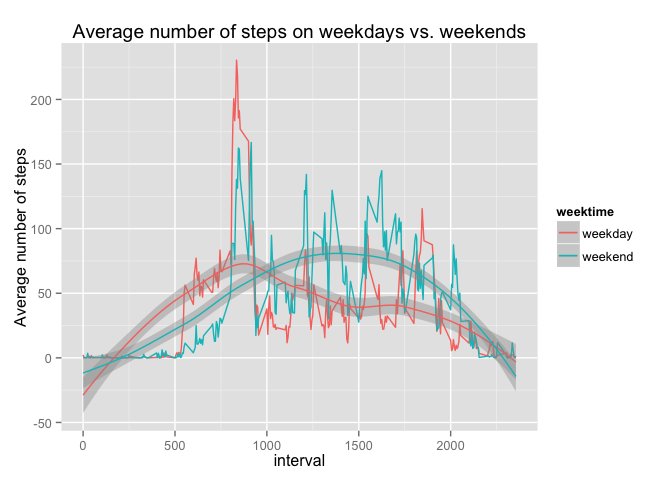 Average number of steps on weekdays vs. weekends
Average number of steps
200
150
100
50
0
-50
0
500
1000
1500
2000
interval
weektime
weekday
weekend